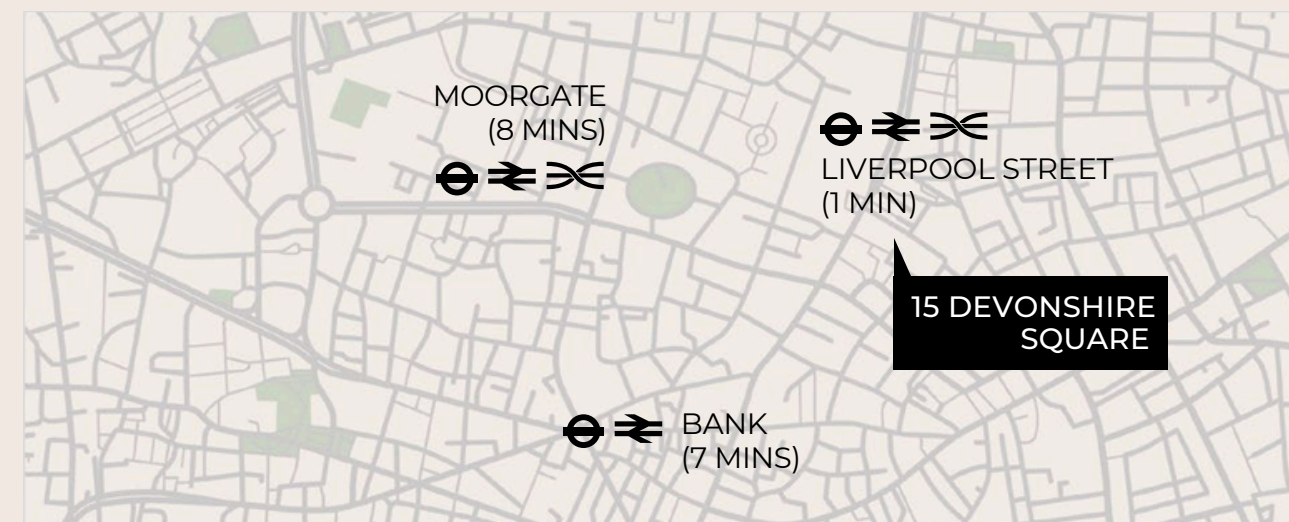 MOORGATE
(8 MINS)
LIVERPOOL STREET
(1 MIN)
15 DEVONSHIRE
SQUARE
BANK
(7 MINS)